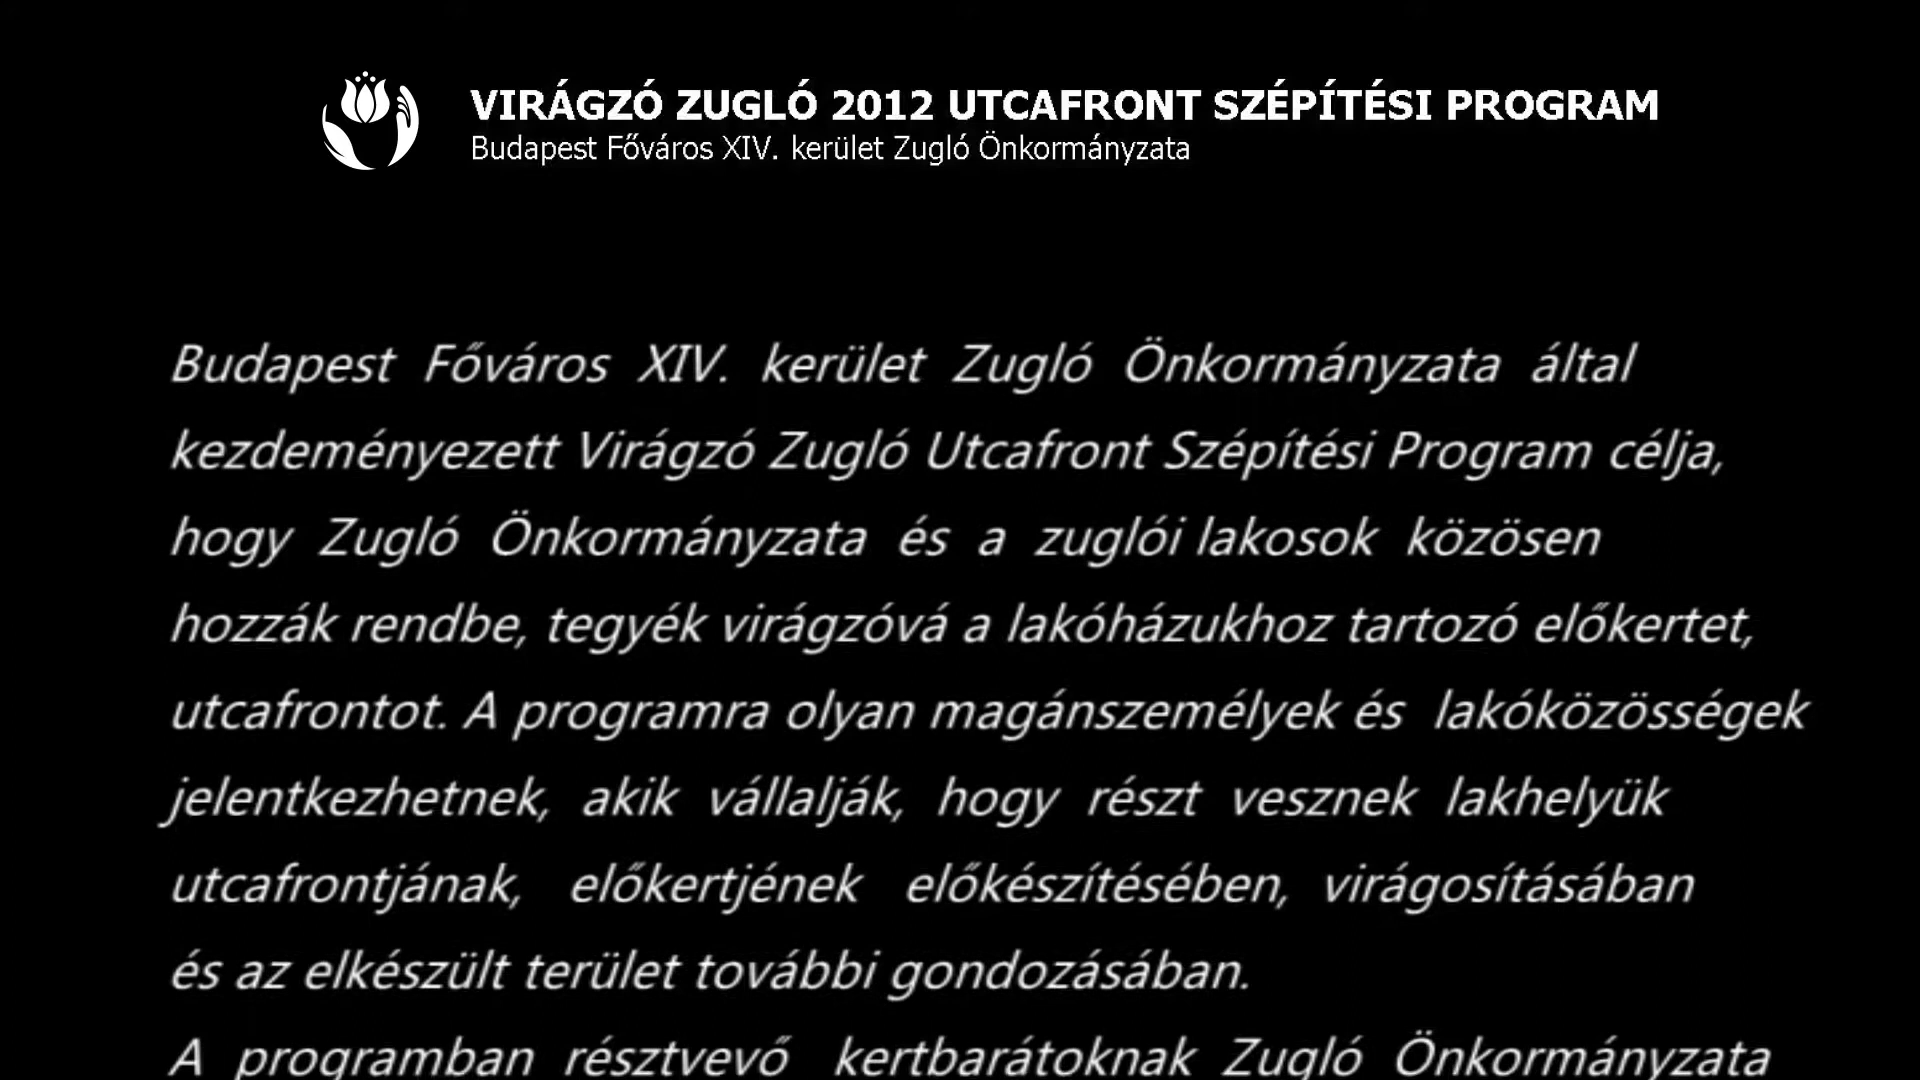 VIRÁGZÓ ZUGLÓ 2012 UTCAFRONT SZÉPÍTÉSI PROGRAM
Budapest Főváros XIV. kerület Zugló Önkormányzata
Budapest Főváros XIV. kerület Zugló Önkormányzata által
kezdeményezett Virágzó Zugló Utcafront Szépítési Program célja,
hogy Zugló Önkormányzata és a zuglói lakosok közösen
hozzák rendbe, tegyék virágzóvá a lakóházukhoz tartozó előkertet,
utcafrontot. A programra olyan magánszemélyek és lakóközösségek
jelentkezhetnek, akik vállalják, hogy részt vesznek lakhelyük
utcafrontjának, előkertjének előkészítésében, virágosításában
és az elkészült terület további gondozásában.
A programban résztvevő kertbarátoknak Zugló Önkormányzata